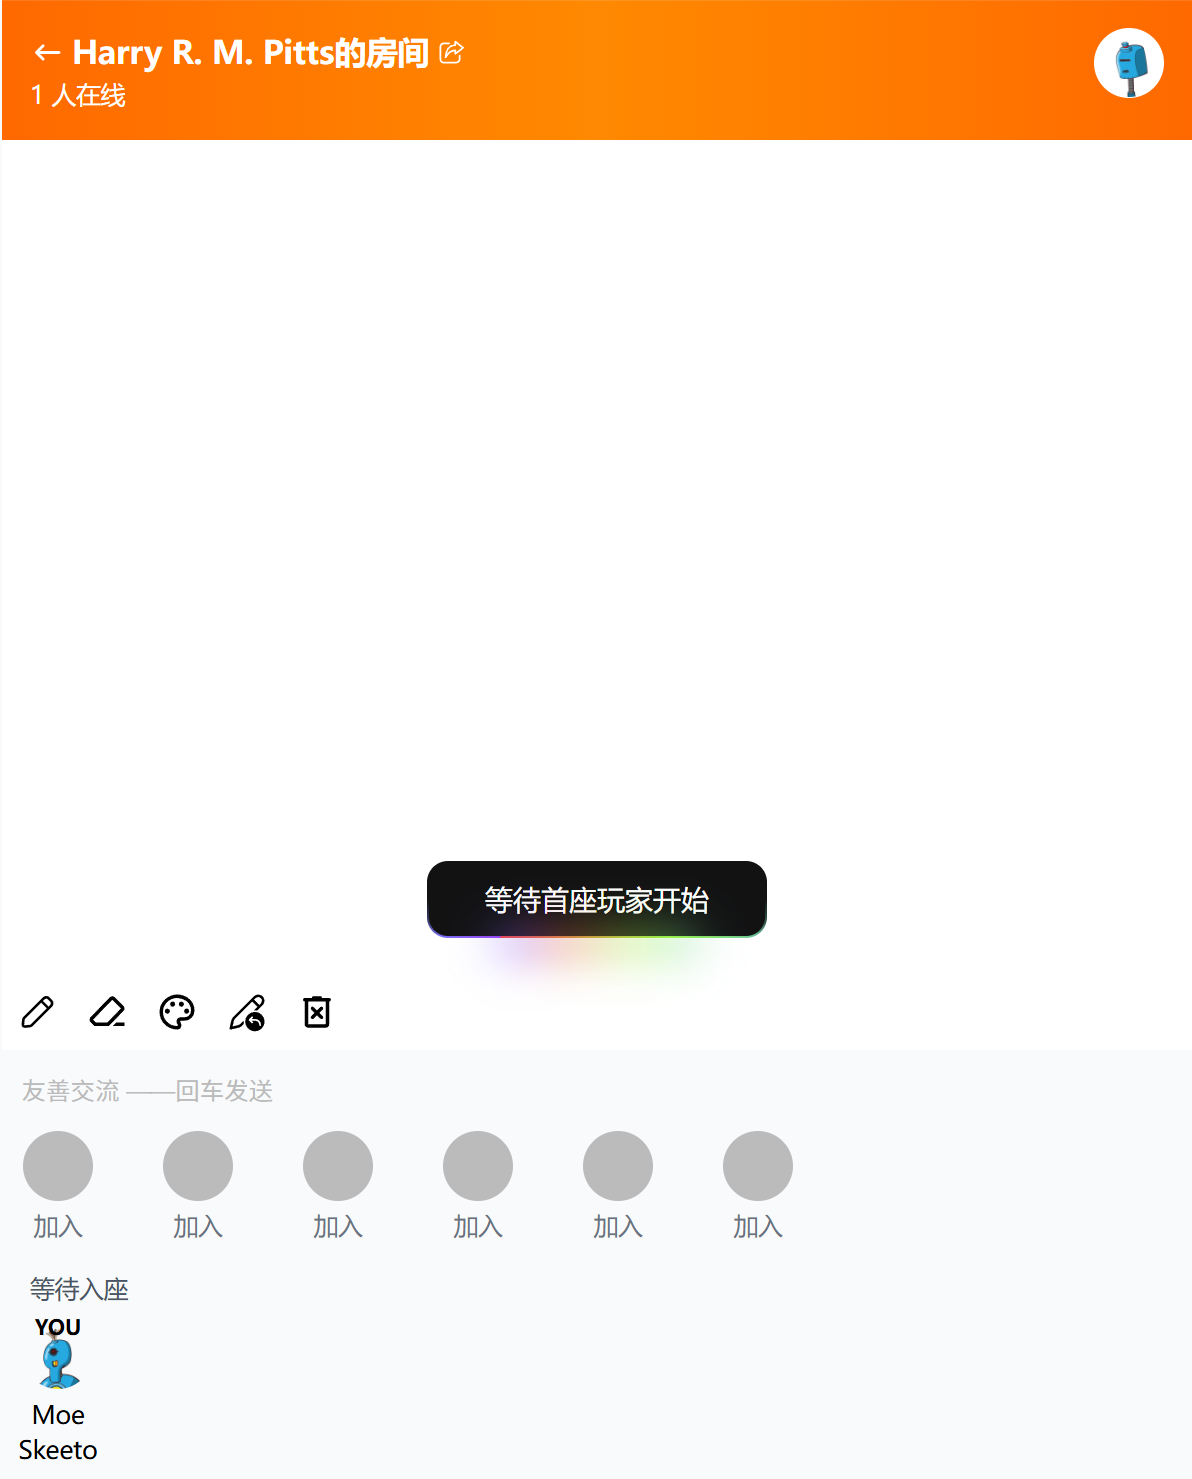 Harry R. M. Pitts的房间
1 人在线
等待首座玩家开始
友善交流 ——回车发送
加入 加入 加入 加入 加入 加入
等待入座
YOU
Moe
Skeeto